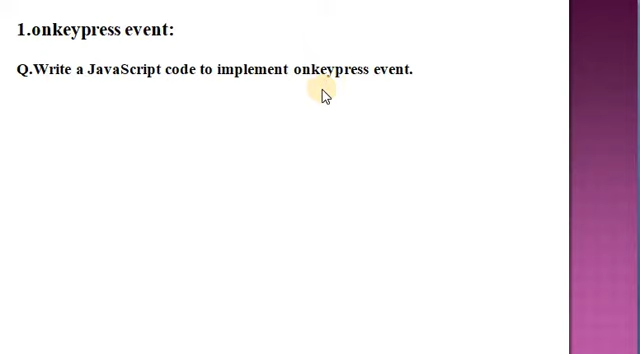 1.onkeypress event:
Q.Write a JavaScript code to implement onkeypress event.